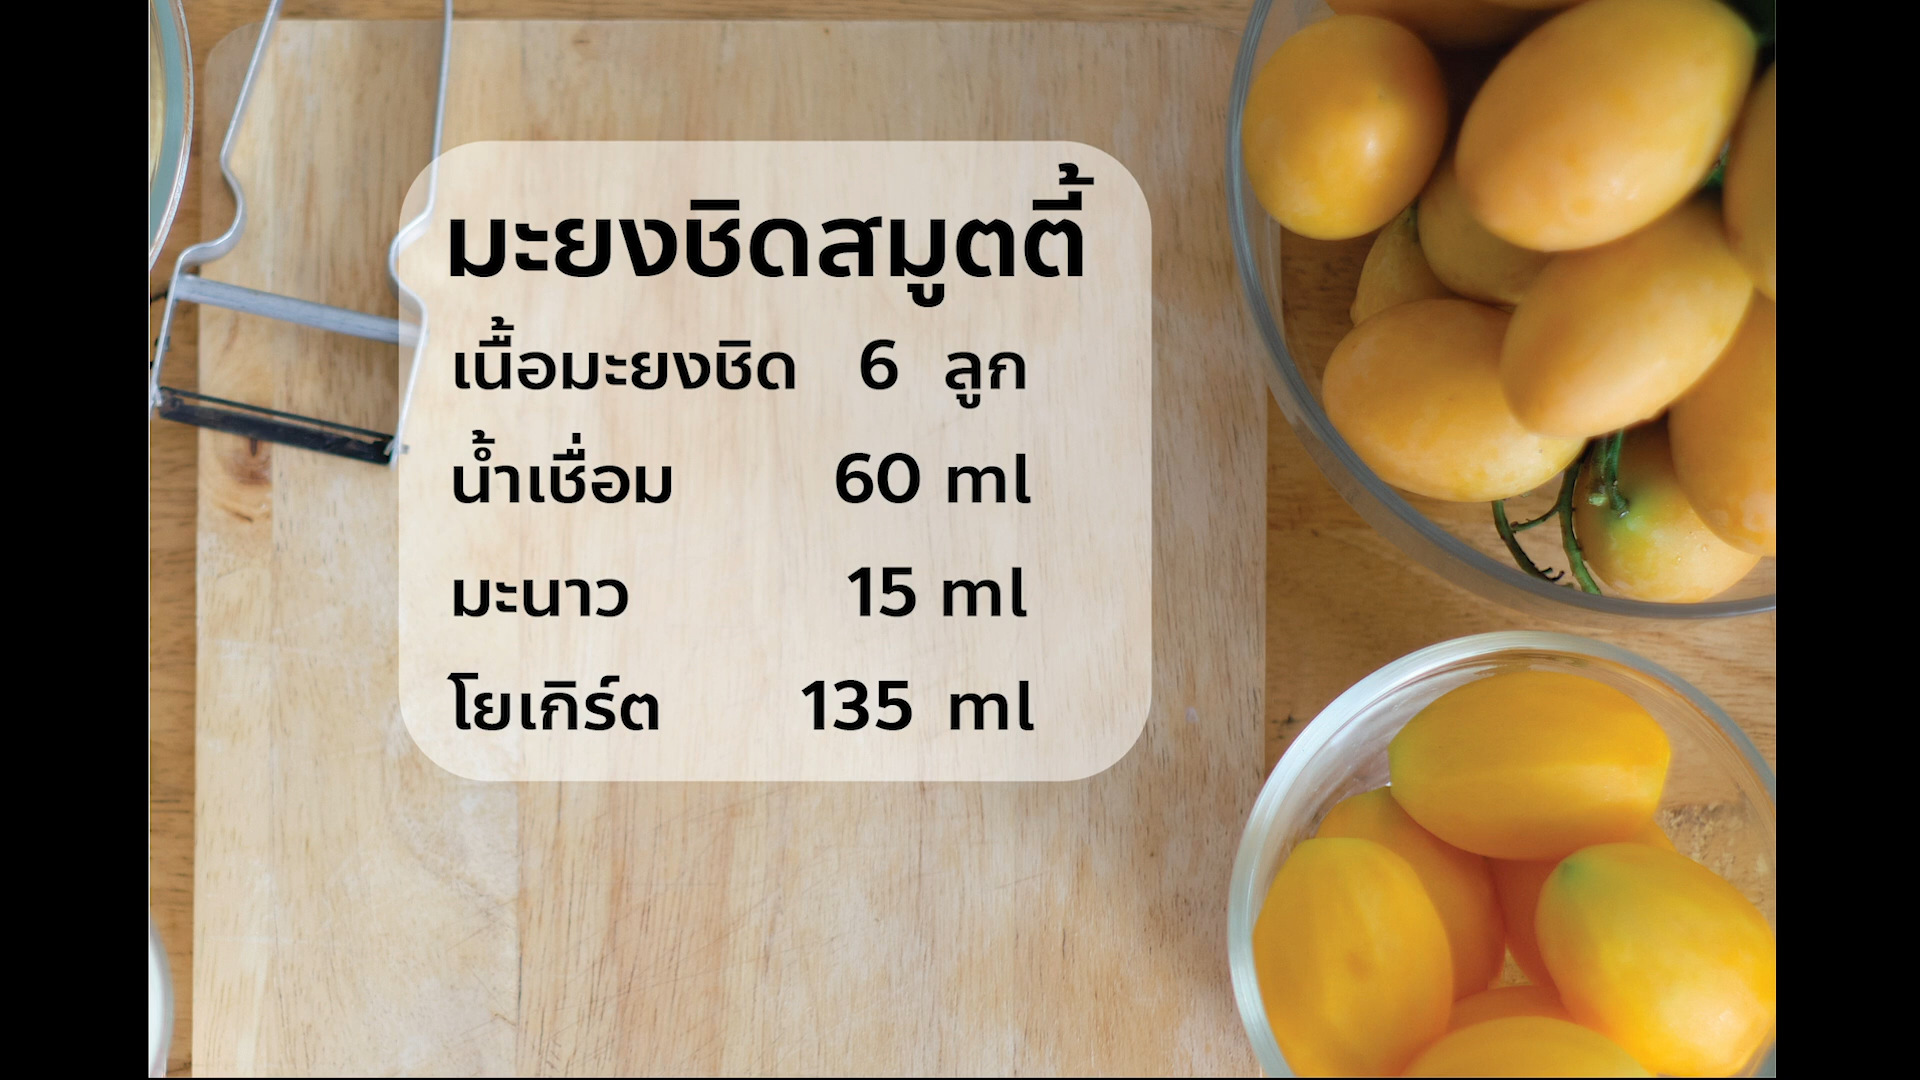 มะยงชิดสมูตตี้
เนื้อมะยงชิด 6 ลูก
น้ำเชื่อม 60 ml
มะนาว 15 ml
โยเกิร์ต 135 ml